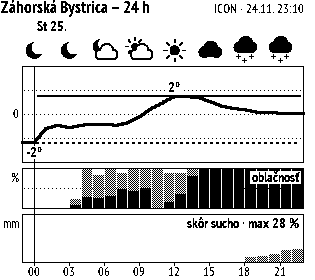 Záhorská Bystrica – 24 h ICON · 24.11. 23:10
St 25.
2°
0
-2°
%
oblačnosť
mm
skôr sucho · max 28 %
00 03 06 09 12 15 18 21